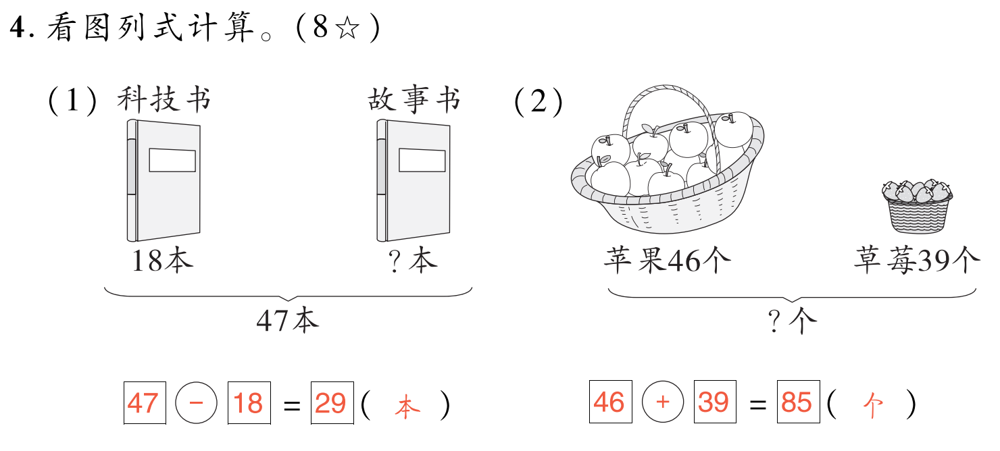 4. 看图列式计算。(8☆)
(1) 科技书 故事书
18本 ?本
47本
47 - 18 = 29 ( 本 )
(2)
苹果46个 草莓39个
?个
46 + 39 = 85 ( 个 )